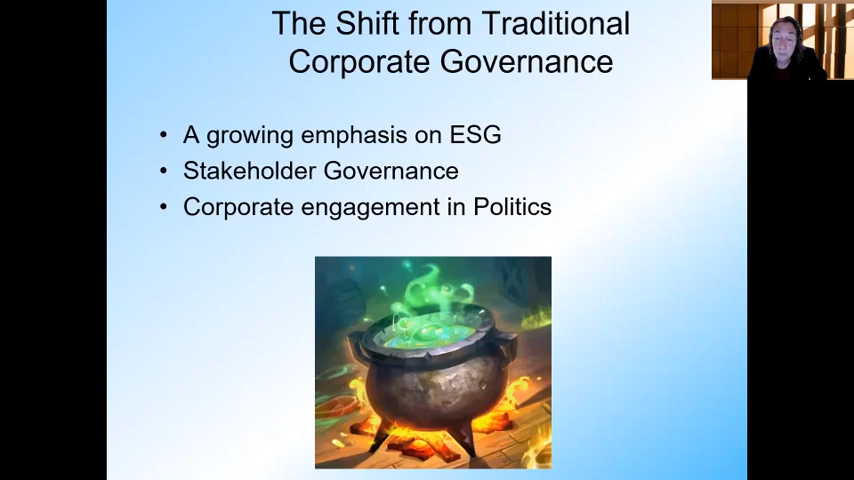 The Shift from Traditional
Corporate Governance
• A growing emphasis on ESG
• Stakeholder Governance
• Corporate engagement in Politics